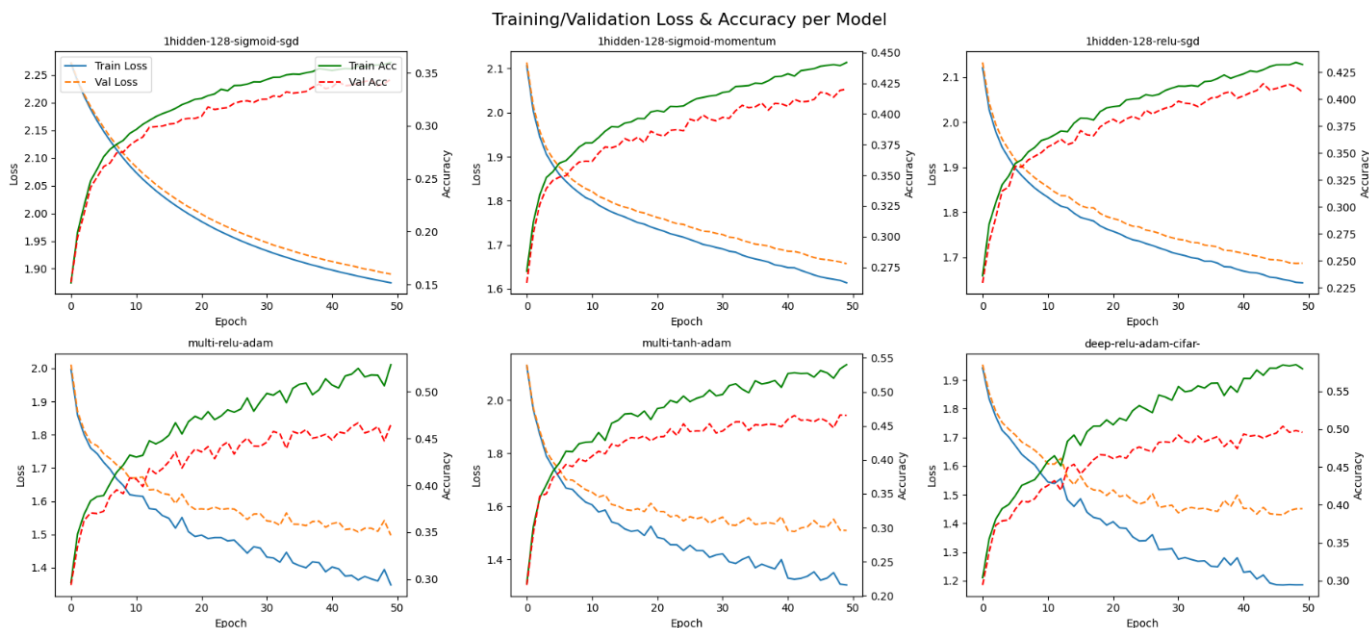 Training/Validation Loss & Accuracy per Model
1hidden-128-sigmoid-sgd
Train Loss
Val Loss
Train Acc
Val Acc
2.25
2.20
2.15
2.10
2.05
2.00
1.95
1.90
Loss
0.35
0.30
0.25
0.20
0.15
Accuracy
0 10 20 30 40 50
Epoch
1hidden-128-sigmoid-momentum
2.1
2.0
1.9
1.8
1.7
1.6
Loss
0.450
0.425
0.400
0.375
0.350
0.325
0.300
0.275
Accuracy
0 10 20 30 40 50
Epoch
1hidden-128-relu-sgd
2.1
2.0
1.9
1.8
1.7
Loss
0.425
0.400
0.375
0.350
0.325
0.300
0.275
0.250
0.225
Accuracy
0 10 20 30 40 50
Epoch
multi-relu-adam
2.0
1.9
1.8
1.7
1.6
1.5
1.4
Loss
0.50
0.45
0.40
0.35
0.30
Accuracy
0 10 20 30 40 50
Epoch
multi-tanh-adam
2.0
1.8
1.6
1.4
Loss
0.55
0.50
0.45
0.40
0.35
0.30
0.25
0.20
Accuracy
0 10 20 30 40 50
Epoch
deep-relu-adam-cifar-
1.9
1.8
1.7
1.6
1.5
1.4
1.3
1.2
Loss
0.55
0.50
0.45
0.40
0.35
0.30
Accuracy
0 10 20 30 40 50
Epoch